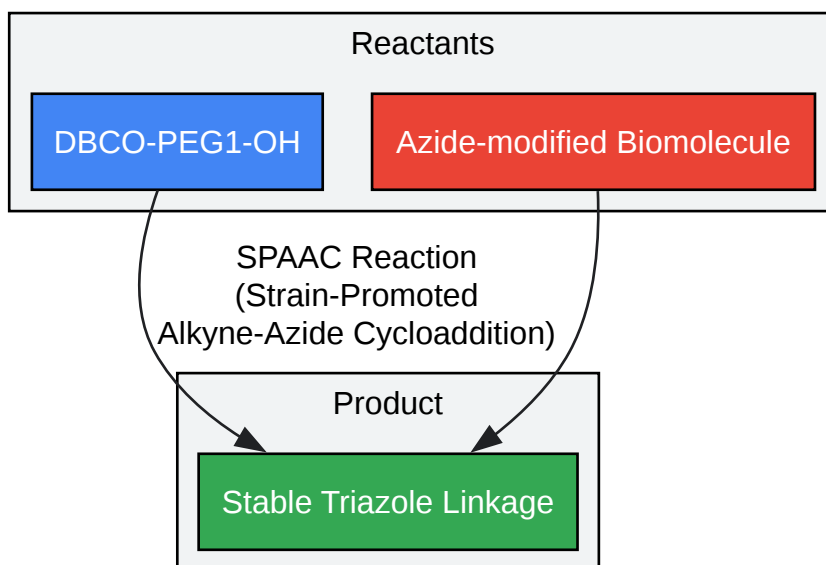 Reactants
DBCO-PEG1-OH
Azide-modified Biomolecule
SPAAC Reaction
(Strain-Promoted
Alkyne-Azide Cycloaddition)
Product
Stable Triazole Linkage